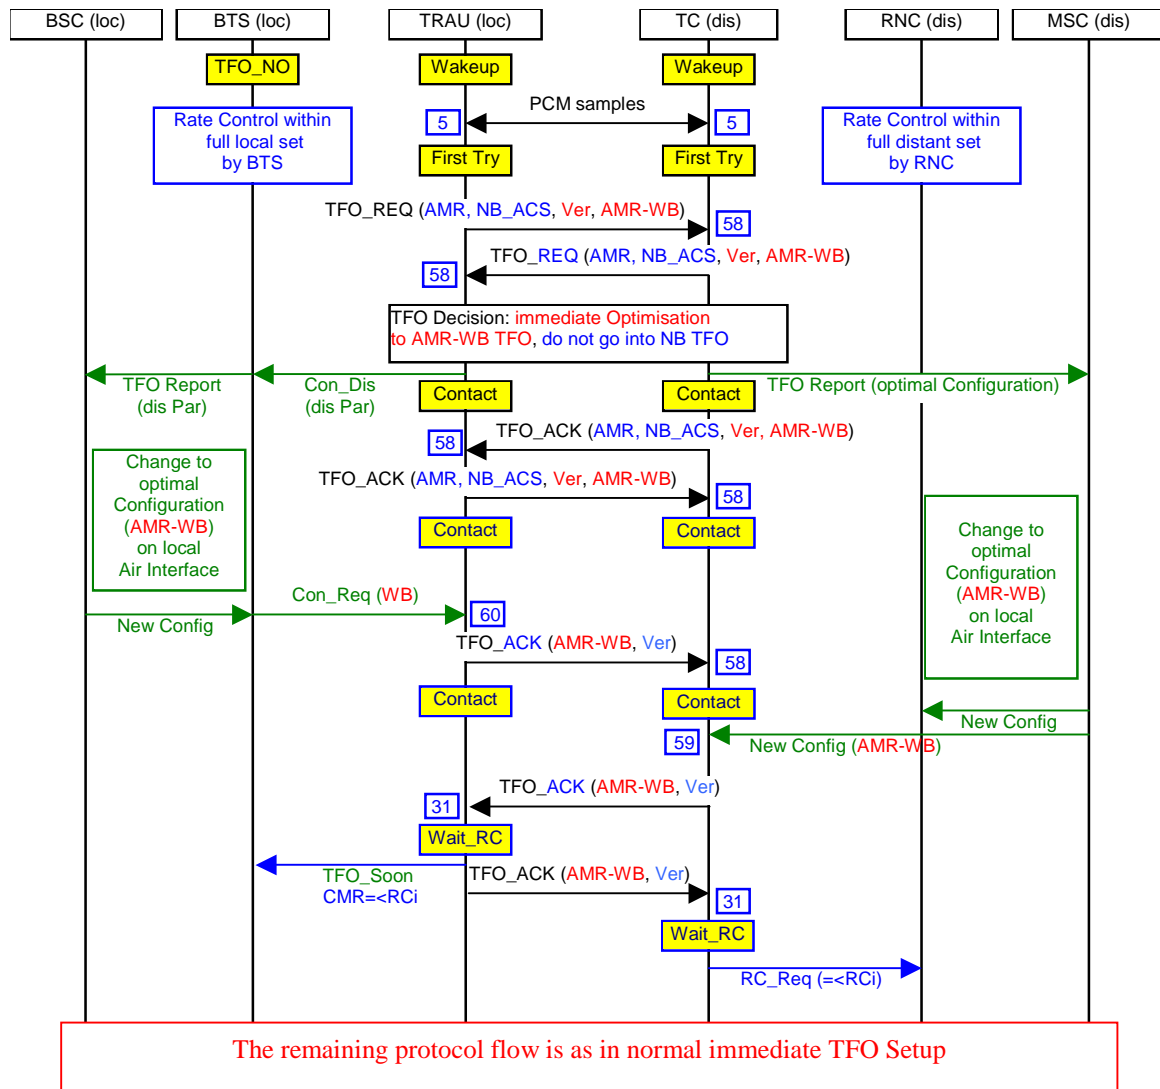 BSC (loc)
BTS (loc)
TRAU (loc)
TC (dis)
RNC (dis)
MSC (dis)
TFO_NO
Wakeup
Wakeup
PCM samples
5
5
Rate Control within
full local set
by BTS
Rate Control within
full distant set
by RNC
First Try
First Try
TFO_REQ (AMR, NB_ACS, Ver, AMR-WB)
58
TFO_REQ (AMR, NB_ACS, Ver, AMR-WB)
58
TFO Decision: immediate Optimisation
to AMR-WB TFO, do not go into NB TFO
TFO Report
(dis Par)
Con_Dis
(dis Par)
Contact
Contact
TFO Report (optimal Configuration)
TFO_ACK (AMR, NB_ACS, Ver, AMR-WB)
58
Change to
optimal
Configuration
(AMR-WB)
on local
Air Interface
TFO_ACK (AMR, NB_ACS, Ver, AMR-WB)
58
Contact
Contact
Change to
optimal
Configuration
(AMR-WB)
on local
Air Interface
Con_Req (WB)
New Config
60
TFO_ACK (AMR-WB, Ver)
58
Contact
Contact
New Config
59
New Config (AMR-WB)
TFO_ACK (AMR-WB, Ver)
31
Wait_RC
TFO_Soon
CMR=<RCi
TFO_ACK (AMR-WB, Ver)
31
Wait_RC
RC_Req (=<RCi)
The remaining protocol flow is as in normal immediate TFO Setup